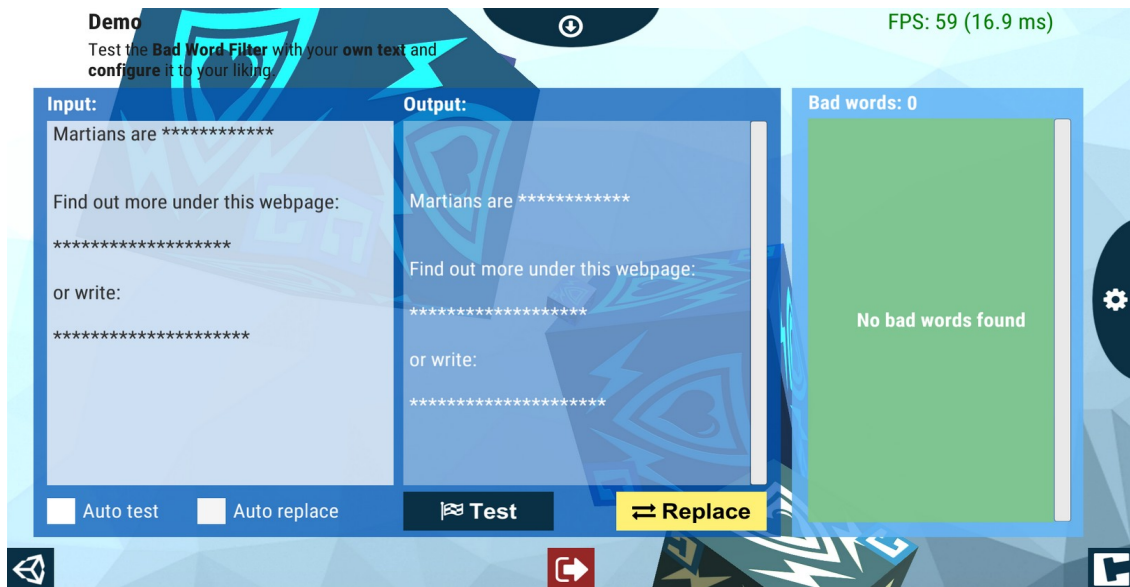 Demo
Test the Bad Word Filter with your own text and
configure it to your liking.
FPS: 59 (16.9 ms)
Input:
Martians are ************
Find out more under this webpage:
*******************
or write:
*********************
Output:
Martians are ************
Find out more under this webpage:
*******************
or write:
*********************
Bad words: 0
No bad words found
Auto test
Auto replace
Test
Replace